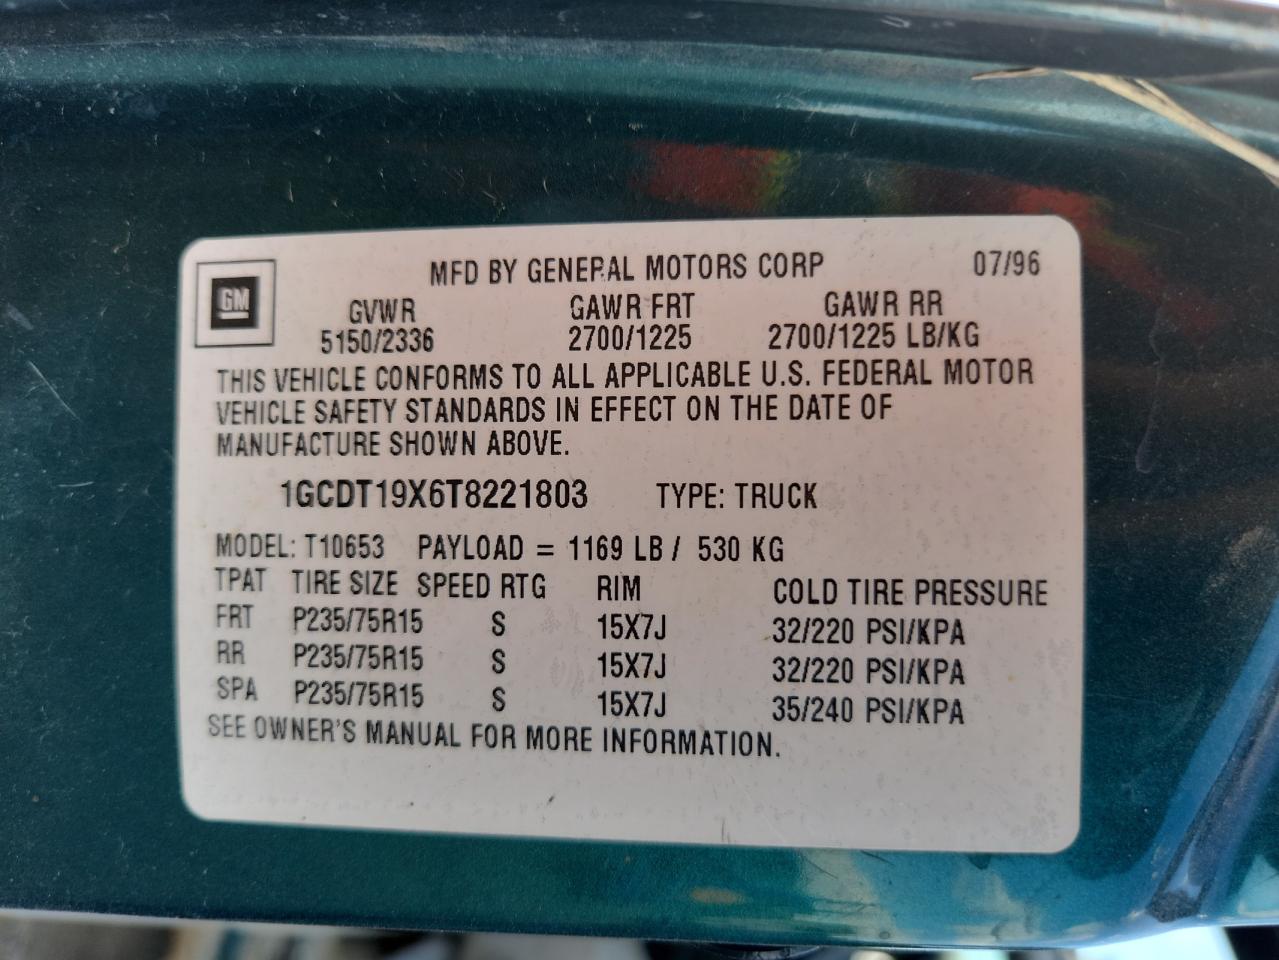 GM
MFD BY GENERAL MOTORS CORP 07/96
GVWR GAWR FRT GAWR RR
5150/2336 2700/1225 2700/1225 LB/KG
THIS VEHICLE CONFORMS TO ALL APPLICABLE U.S. FEDERAL MOTOR
VEHICLE SAFETY STANDARDS IN EFFECT ON THE DATE OF
MANUFACTURE SHOWN ABOVE.
1GCDT19X6T8221803 TYPE: TRUCK
MODEL: T10653 PAYLOAD = 1169 LB / 530 KG
TPAT TIRE SIZE SPEED RTG RIM COLD TIRE PRESSURE
FRT P235/75R15 S 15X7J 32/220 PSI/KPA
RR P235/75R15 S 15X7J 32/220 PSI/KPA
SPA P235/75R15 S 15X7J 35/240 PSI/KPA
SEE OWNER'S MANUAL FOR MORE INFORMATION.